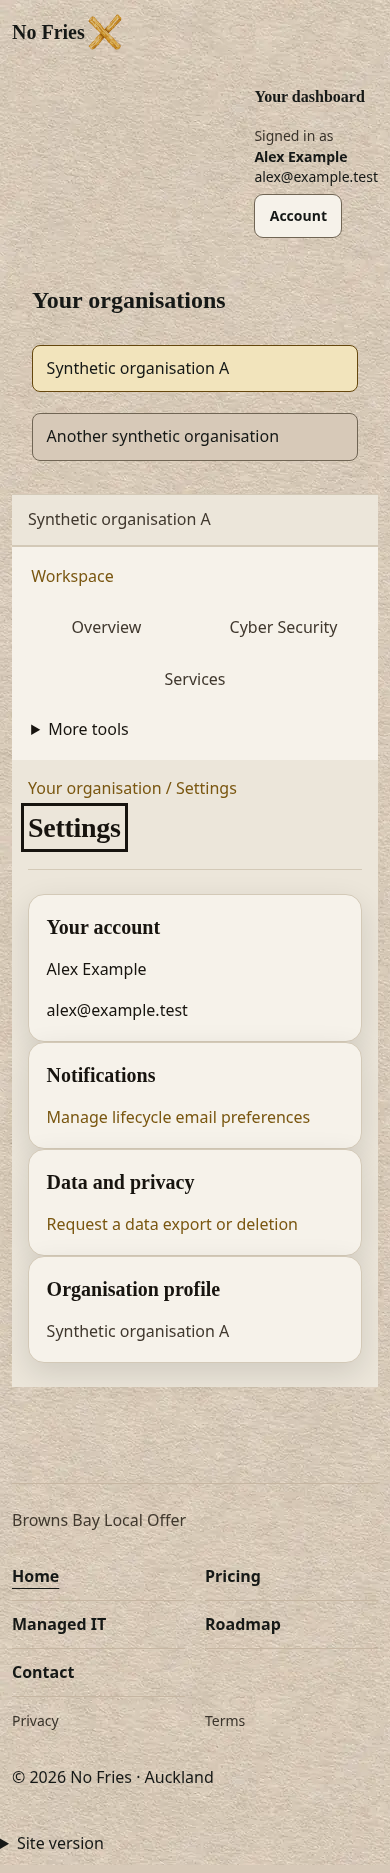 No Fries
Your dashboard
Signed in as
Alex Example
alex@example.test
Account
Your organisations
Synthetic organisation A
Another synthetic organisation
Synthetic organisation A
Workspace
Overview
Cyber Security
Services
More tools
Your organisation / Settings
Settings
Your account
Alex Example
alex@example.test
Notifications
Manage lifecycle email preferences
Data and privacy
Request a data export or deletion
Organisation profile
Synthetic organisation A
Browns Bay Local Offer
Home
Pricing
Managed IT
Roadmap
Contact
Privacy
Terms
© 2026 No Fries · Auckland
Site version